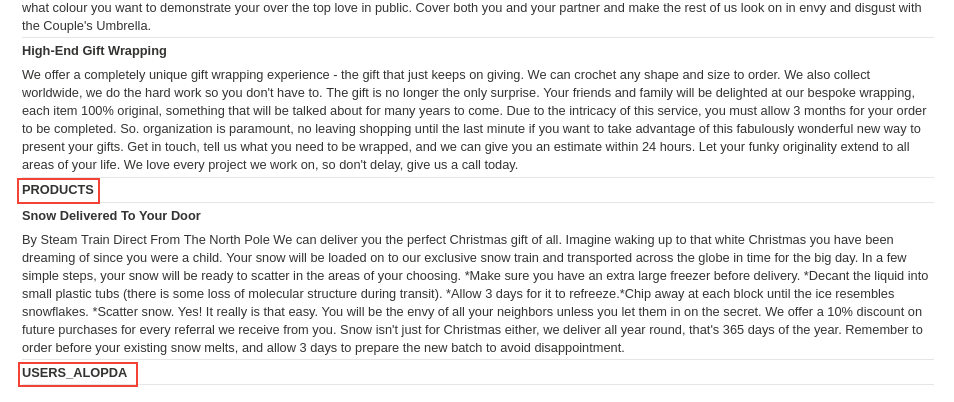 what colour you want to demonstrate your over the top love in public. Cover both you and your partner and make the rest of us look on in envy and disgust with
the Couple's Umbrella.
High-End Gift Wrapping
We offer a completely unique gift wrapping experience - the gift that just keeps on giving. We can crochet any shape and size to order. We also collect
worldwide, we do the hard work so you don't have to. The gift is no longer the only surprise. Your friends and family will be delighted at our bespoke wrapping,
each item 100% original, something that will be talked about for many years to come. Due to the intricacy of this service, you must allow 3 months for your order
to be completed. So. organization is paramount, no leaving shopping until the last minute if you want to take advantage of this fabulously wonderful new way to
present your gifts. Get in touch, tell us what you need to be wrapped, and we can give you an estimate within 24 hours. Let your funky originality extend to all
areas of your life. We love every project we work on, so don't delay, give us a call today.
PRODUCTS
Snow Delivered To Your Door
By Steam Train Direct From The North Pole We can deliver you the perfect Christmas gift of all. Imagine waking up to that white Christmas you have been
dreaming of since you were a child. Your snow will be loaded on to our exclusive snow train and transported across the globe in time for the big day. In a few
simple steps, your snow will be ready to scatter in the areas of your choosing. *Make sure you have an extra large freezer before delivery. *Decant the liquid into
small plastic tubs (there is some loss of molecular structure during transit). *Allow 3 days for it to refreeze.*Chip away at each block until the ice resembles
snowflakes. *Scatter snow. Yes! It really is that easy. You will be the envy of all your neighbors unless you let them in on the secret. We offer a 10% discount on
future purchases for every referral we receive from you. Snow isn't just for Christmas either, we deliver all year round, that's 365 days of the year. Remember to
order before your existing snow melts, and allow 3 days to prepare the new batch to avoid disappointment.
USERS_ALOPDA